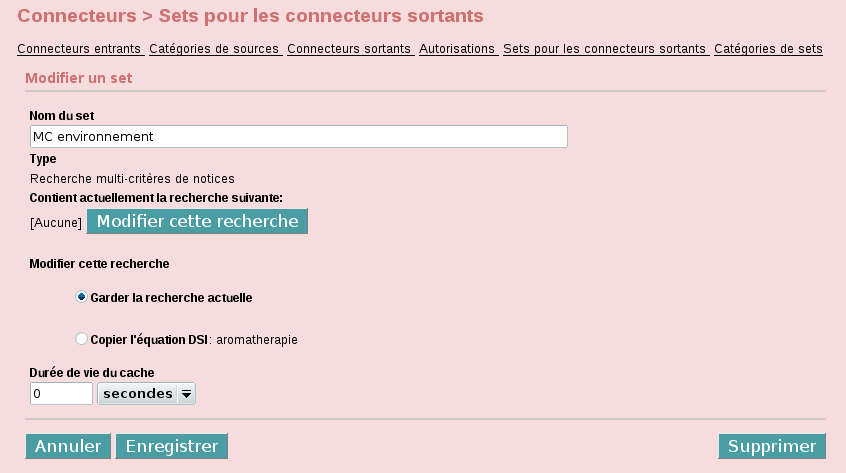 Connecteurs > Sets pour les connecteurs sortants
Connecteurs entrants Catégories de sources Connecteurs sortants Autorisations Sets pour les connecteurs sortants Catégories de sets
Modifier un set
Nom du set
MC environnement
Type
Recherche multi-critères de notices
Contient actuellement la recherche suivante:
[Aucune] Modifier cette recherche
Modifier cette recherche
Garder la recherche actuelle
Copier l'équation DSI: aromatherapie
Durée de vie du cache
0 secondes
Annuler Enregistrer Supprimer